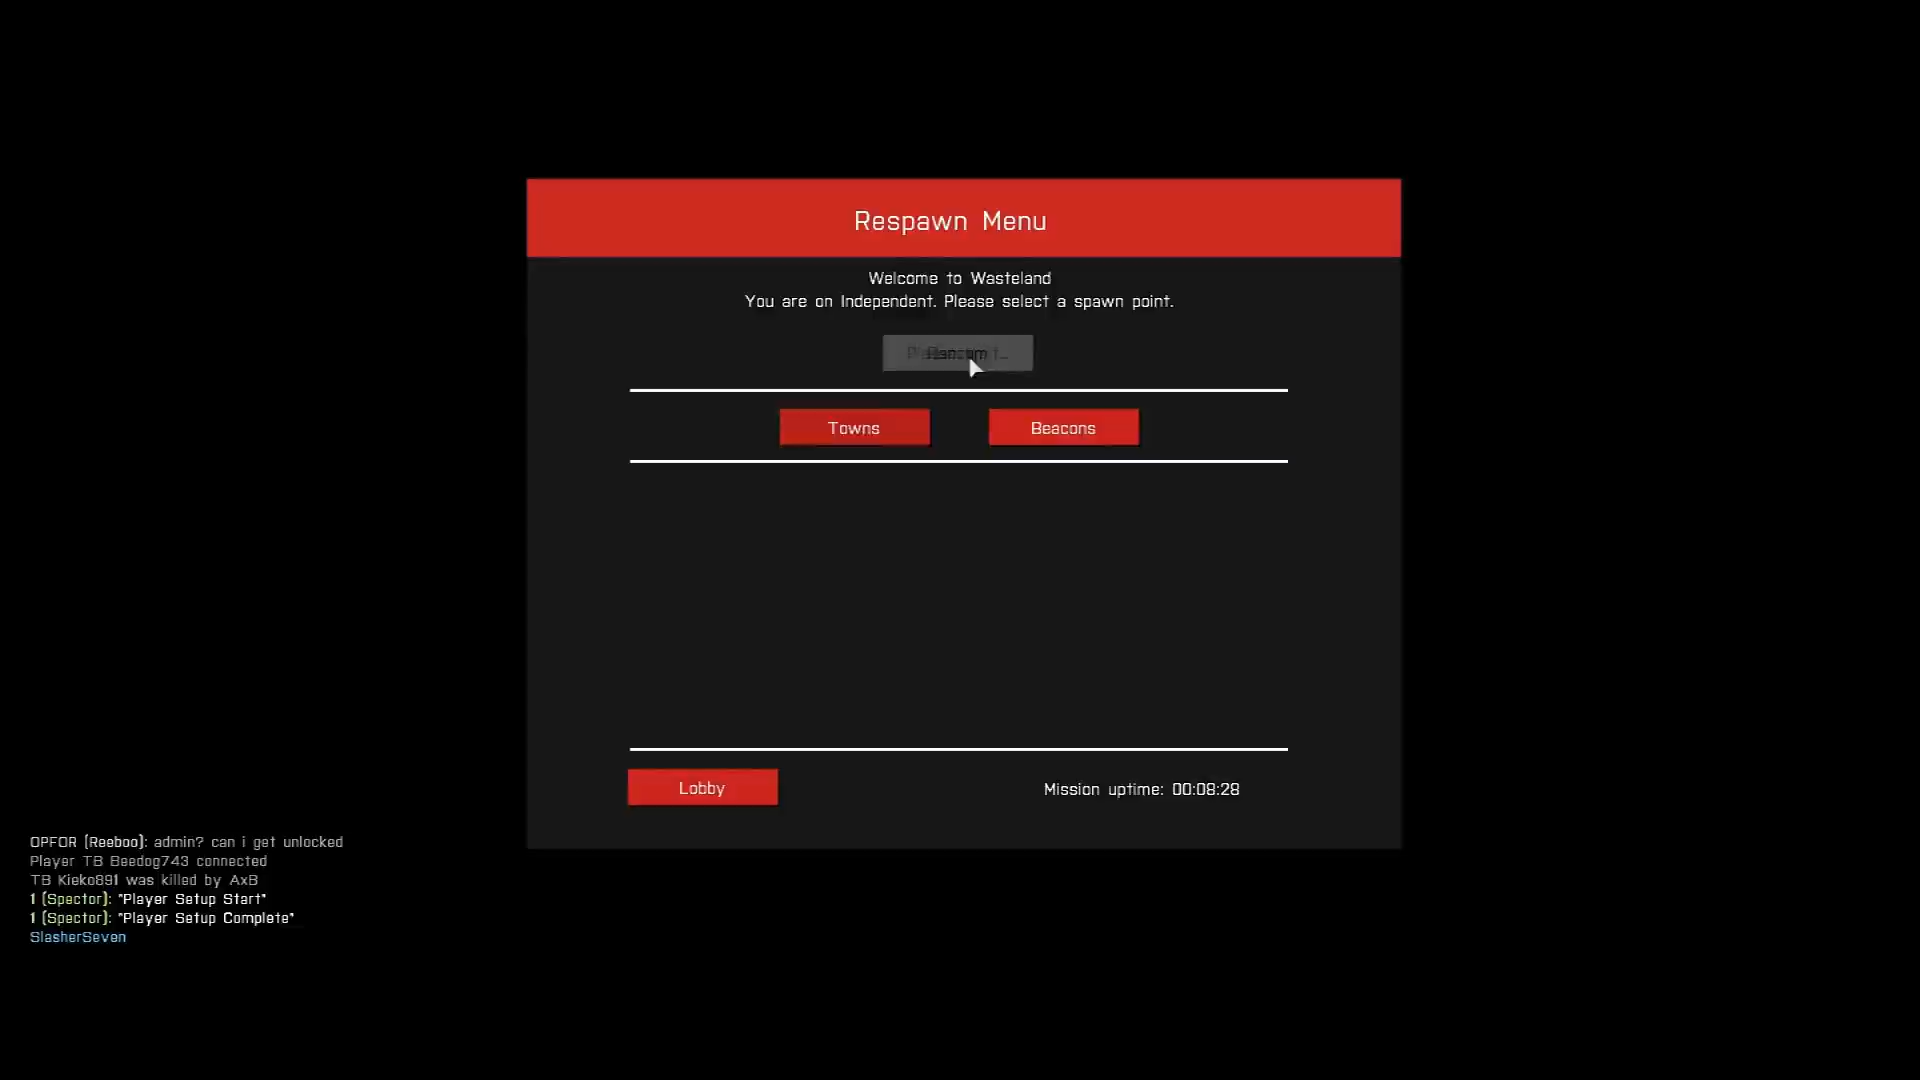 Respawn Menu
Welcome to Wasteland
You are on Independent. Please select a spawn point.
Towns
Beacons
Lobby
Mission uptime: 00:08:28
OPFOR (Reeboo): admin? can i get unlocked
Player TB Beedog743 connected
TB Kieko891 was killed by AxB
1 (Spector): "Player Setup Start"
1 (Spector): "Player Setup Complete"
SlasherSeven